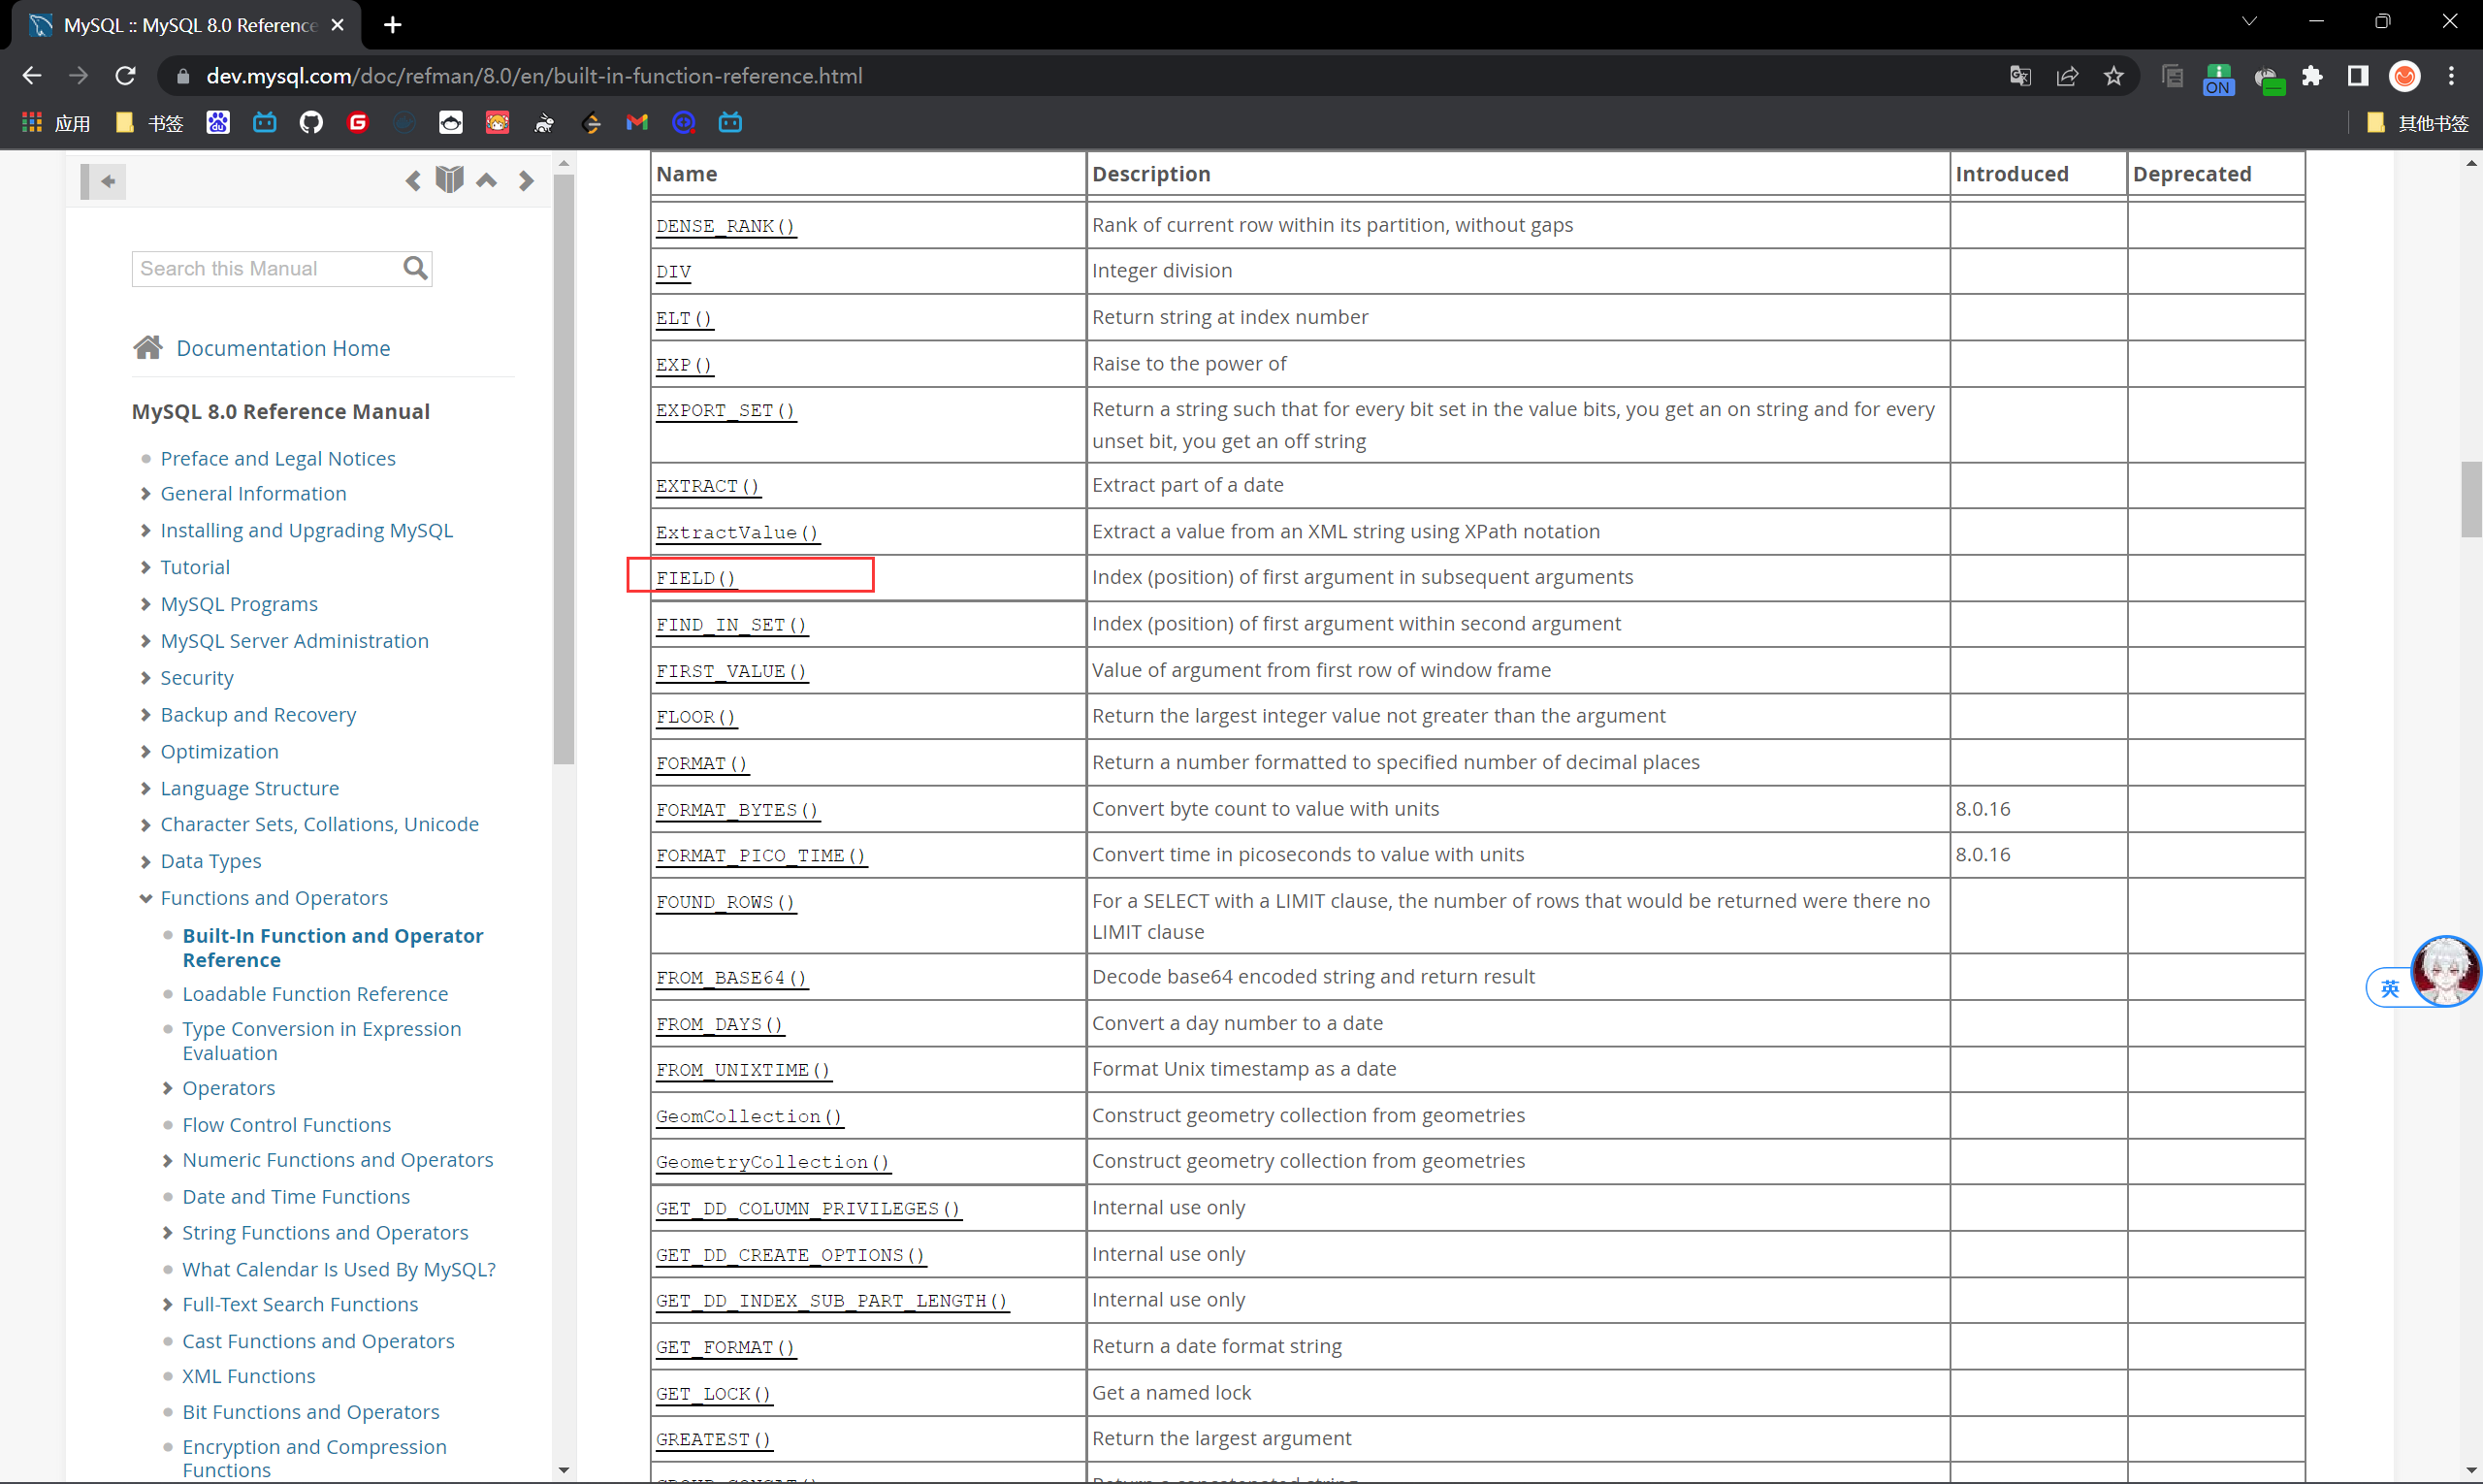 MySQL :: MySQL 8.0 Reference
dev.mysql.com/doc/refman/8.0/en/built-in-function-reference.html
ON
应用
书签
du
其他书签
Search this Manual
Documentation Home
MySQL 8.0 Reference Manual
Preface and Legal Notices
General Information
Installing and Upgrading MySQL
Tutorial
MySQL Programs
MySQL Server Administration
Security
Backup and Recovery
Optimization
Language Structure
Character Sets, Collations, Unicode
Data Types
Functions and Operators
Built-In Function and Operator
Reference
Loadable Function Reference
Type Conversion in Expression
Evaluation
Operators
Flow Control Functions
Numeric Functions and Operators
Date and Time Functions
String Functions and Operators
What Calendar Is Used By MySQL?
Full-Text Search Functions
Cast Functions and Operators
XML Functions
Bit Functions and Operators
Encryption and Compression
Functions
Name Description Introduced Deprecated
DENSE_RANK() Rank of current row within its partition, without gaps
DIV Integer division
ELT() Return string at index number
EXP() Raise to the power of
EXPORT_SET() Return a string such that for every bit set in the value bits, you get an on string and for every
unset bit, you get an off string
EXTRACT() Extract part of a date
ExtractValue() Extract a value from an XML string using XPath notation
FIELD() Index (position) of first argument in subsequent arguments
FIND_IN_SET() Index (position) of first argument within second argument
FIRST_VALUE() Value of argument from first row of window frame
FLOOR() Return the largest integer value not greater than the argument
FORMAT() Return a number formatted to specified number of decimal places
FORMAT_BYTES() Convert byte count to value with units 8.0.16
FORMAT_PICO_TIME() Convert time in picoseconds to value with units 8.0.16
FOUND_ROWS() For a SELECT with a LIMIT clause, the number of rows that would be returned were there no
LIMIT clause
FROM_BASE64() Decode base64 encoded string and return result
FROM_DAYS() Convert a day number to a date
FROM_UNIXTIME() Format Unix timestamp as a date
GeomCollection() Construct geometry collection from geometries
GeometryCollection() Construct geometry collection from geometries
GET_DD_COLUMN_PRIVILEGES() Internal use only
GET_DD_CREATE_OPTIONS() Internal use only
GET_DD_INDEX_SUB_PART_LENGTH() Internal use only
GET_FORMAT() Return a date format string
GET_LOCK() Get a named lock
GREATEST() Return the largest argument
英